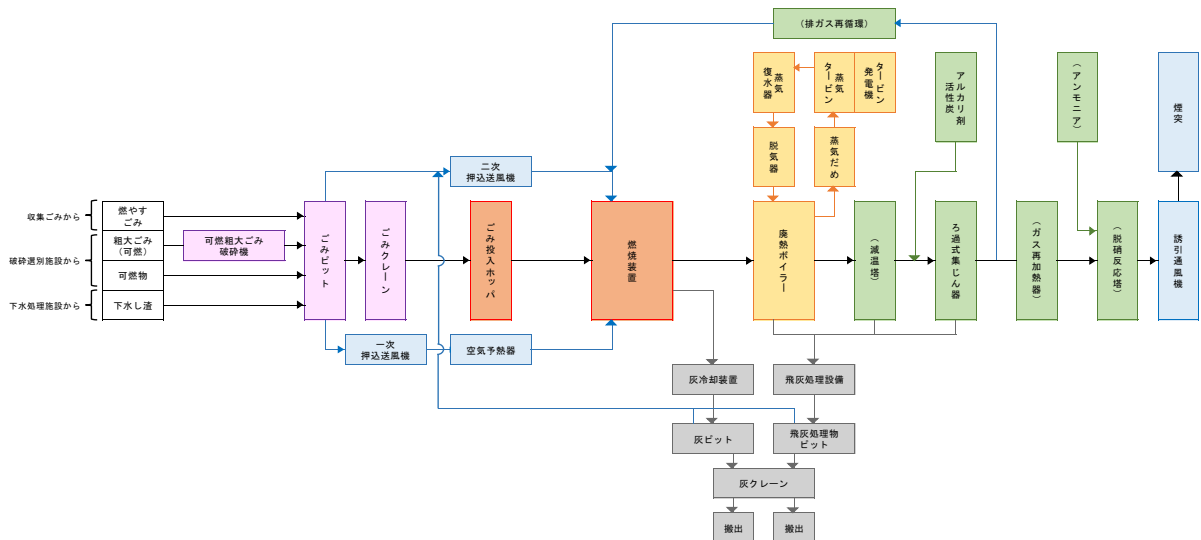 （排ガス再循環）
蒸気
復水器
蒸気
タービン
タービン
発電機
アルカリ剤
活性炭
（アンモニア）
煙突
脱気器
蒸気だめ
二次
押込送風機
収集ごみから
燃やす
ごみ
破砕選別施設から
粗大ごみ
（可燃）
可燃粗大ごみ
破砕機
可燃物
下水処理施設から
下水し渣
ごみピット
ごみクレーン
ごみ投入ホッパ
燃焼装置
廃熱ボイラー
（減温塔）
ろ過式集じん器
（ガス再加熱器）
（脱硝反応塔）
誘引通風機
一次
押込送風機
空気予熱器
灰冷却装置
飛灰処理設備
灰ピット
飛灰処理物
ピット
灰クレーン
搬出
搬出